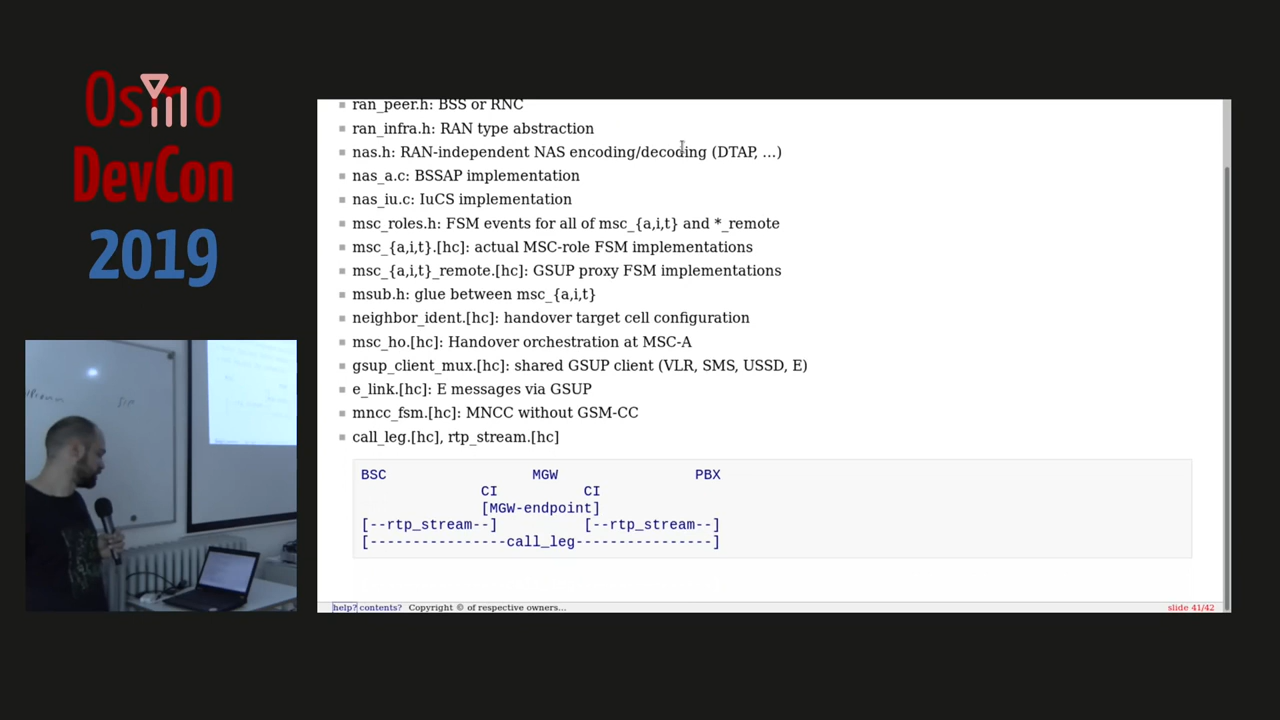 Osmo
DevCon
2019
ran_peer.h: BSS or RNC
ran_infra.h: RAN type abstraction
nas.h: RAN-independent NAS encoding/decoding (DTAP, ...)
nas_a.c: BSSAP implementation
nas_iu.c: IuCS implementation
msc_roles.h: FSM events for all of msc_{a,i,t} and *_remote
msc_{a,i,t}.[hc]: actual MSC-role FSM implementations
msc_{a,i,t}_remote.[hc]: GSUP proxy FSM implementations
msub.h: glue between msc_{a,i,t}
neighbor_ident.[hc]: handover target cell configuration
msc_ho.[hc]: Handover orchestration at MSC-A
gsup_client_mux.[hc]: shared GSUP client (VLR, SMS, USSD, E)
e_link.[hc]: E messages via GSUP
mncc_fsm.[hc]: MNCC without GSM-CC
call_leg.[hc], rtp_stream.[hc]
BSC MGW PBX
CI CI
[MGW-endpoint]
[--rtp_stream--] [--rtp_stream--]
[-----------------call_leg----------------]
help? contents? Copyright © of respective owners...
slide 41/42